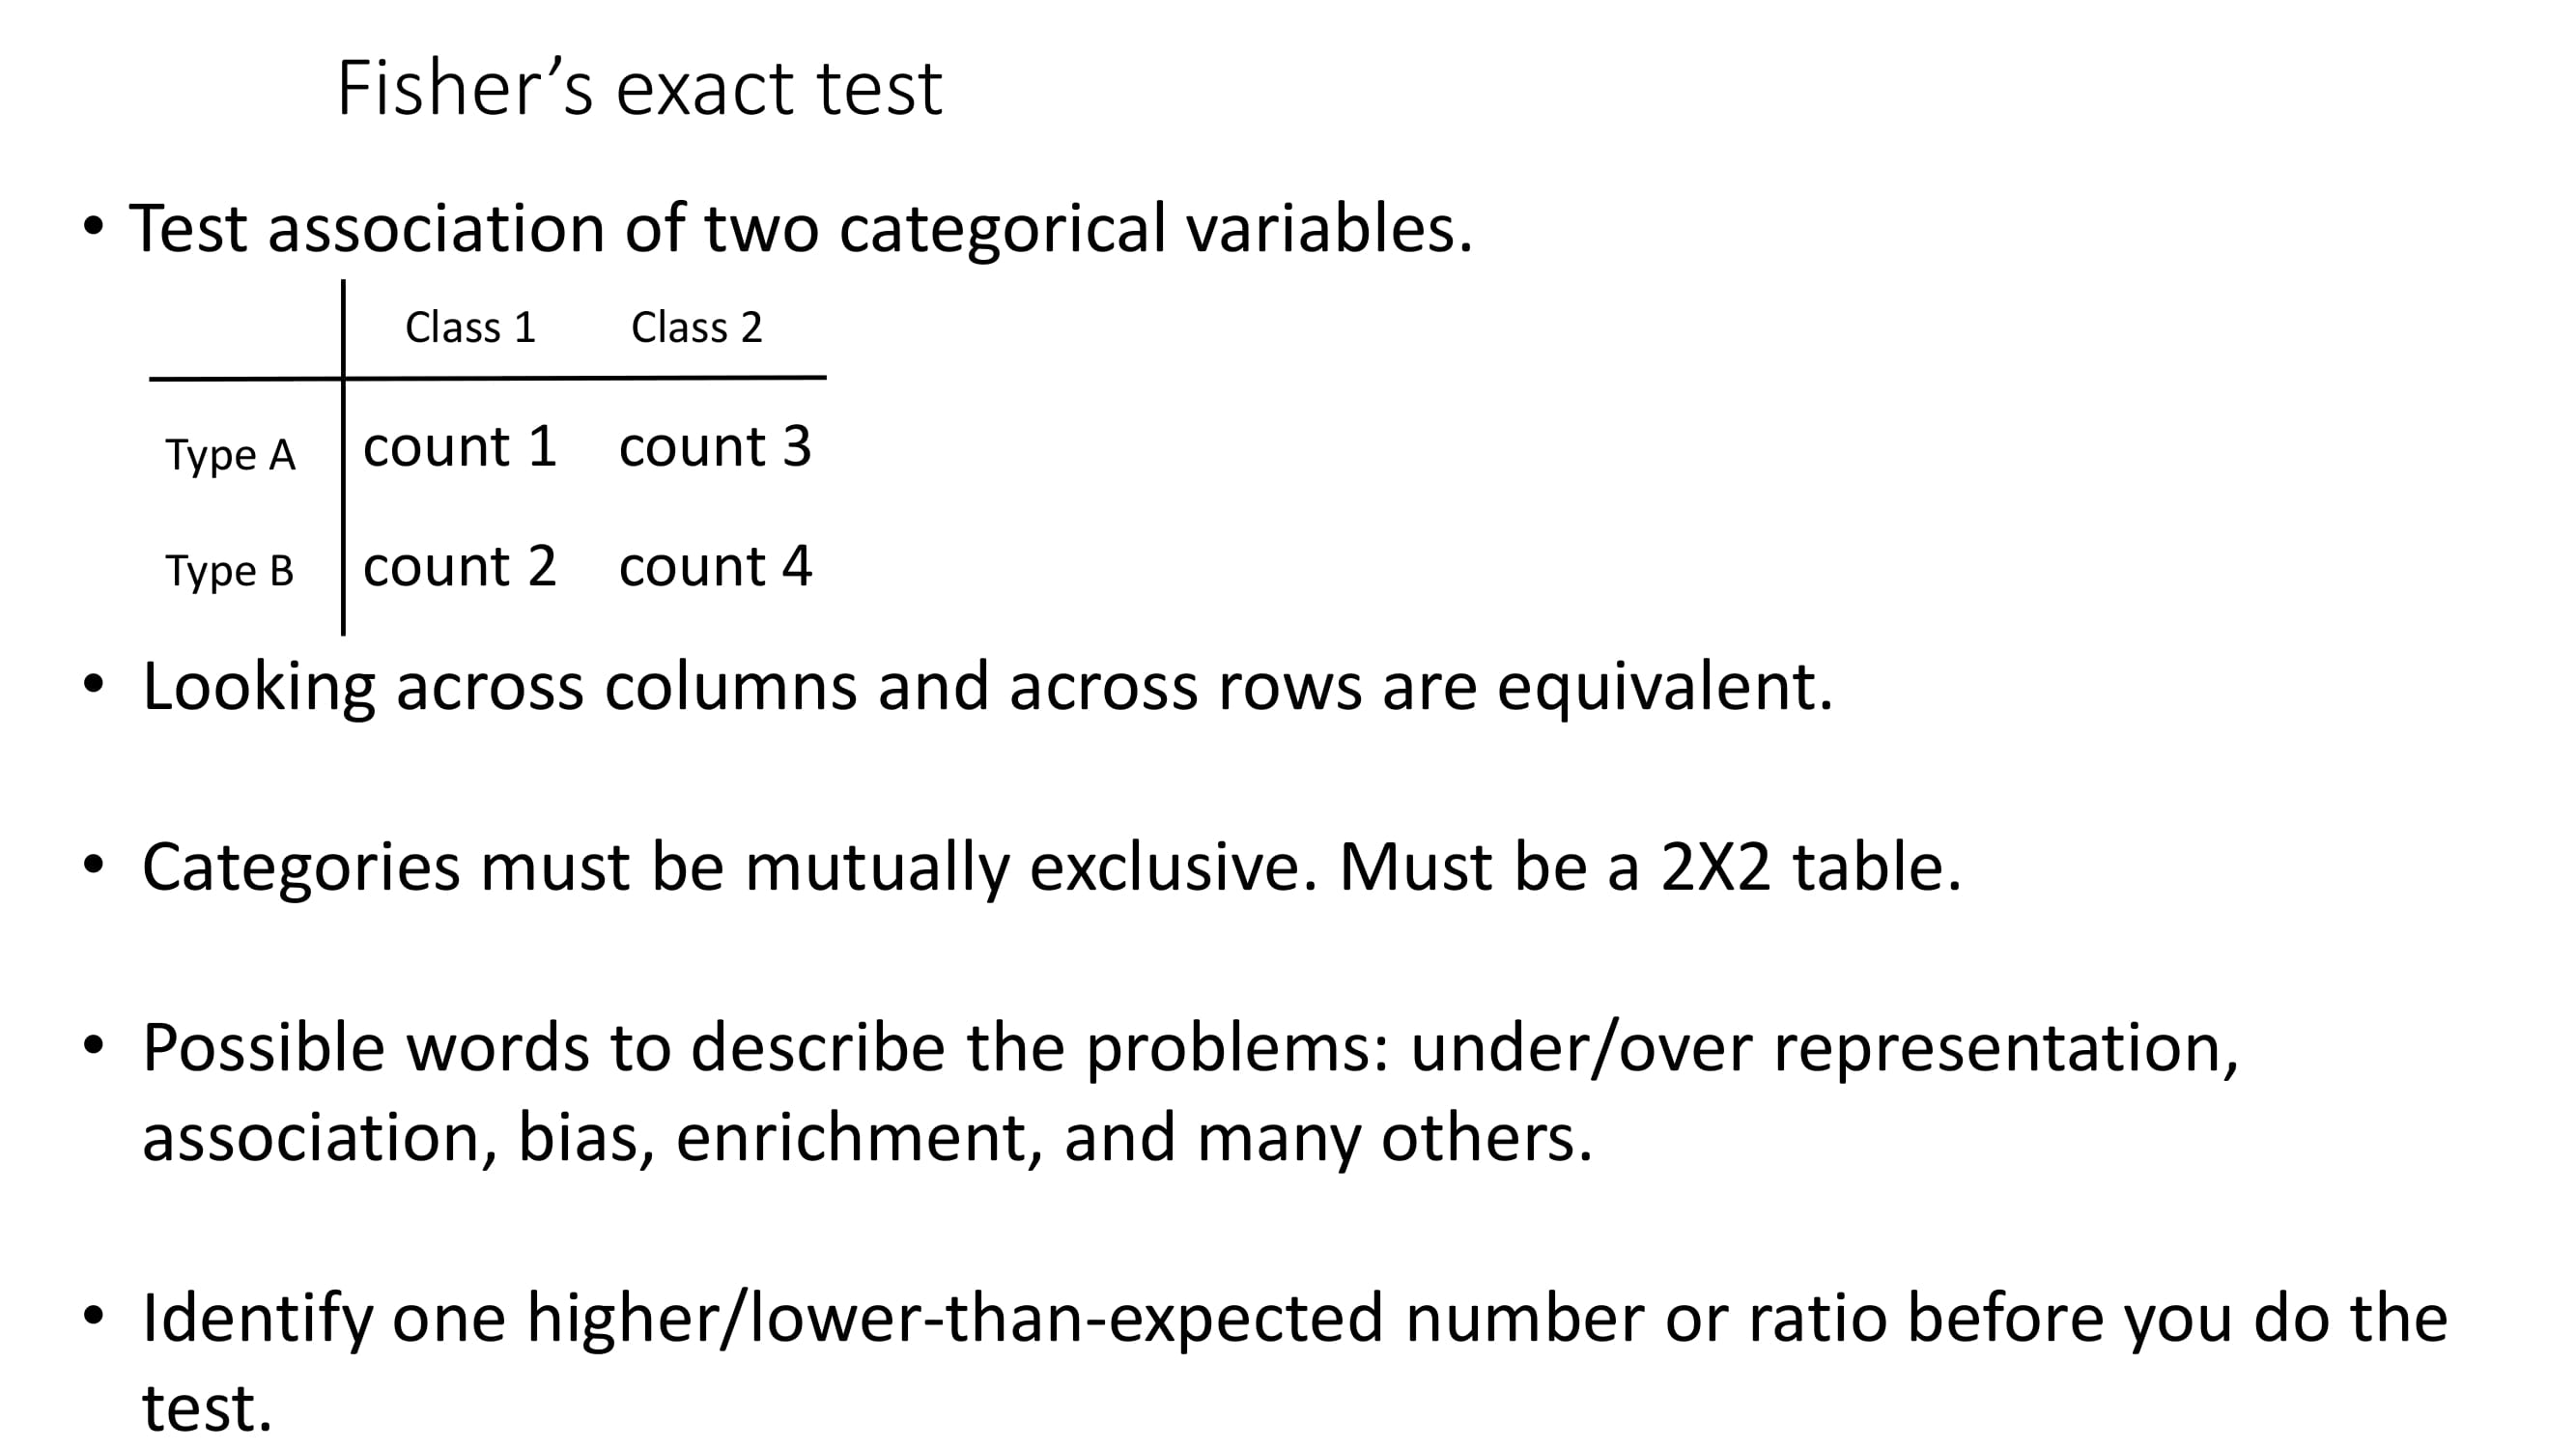 Fisher’s exact test
• Test association of two categorical variables.
Class 1 Class 2
Type A count 1 count 3
Type B count 2 count 4
• Looking across columns and across rows are equivalent.
• Categories must be mutually exclusive. Must be a 2X2 table.
• Possible words to describe the problems: under/over representation,
association, bias, enrichment, and many others.
• Identify one higher/lower-than-expected number or ratio before you do the
test.